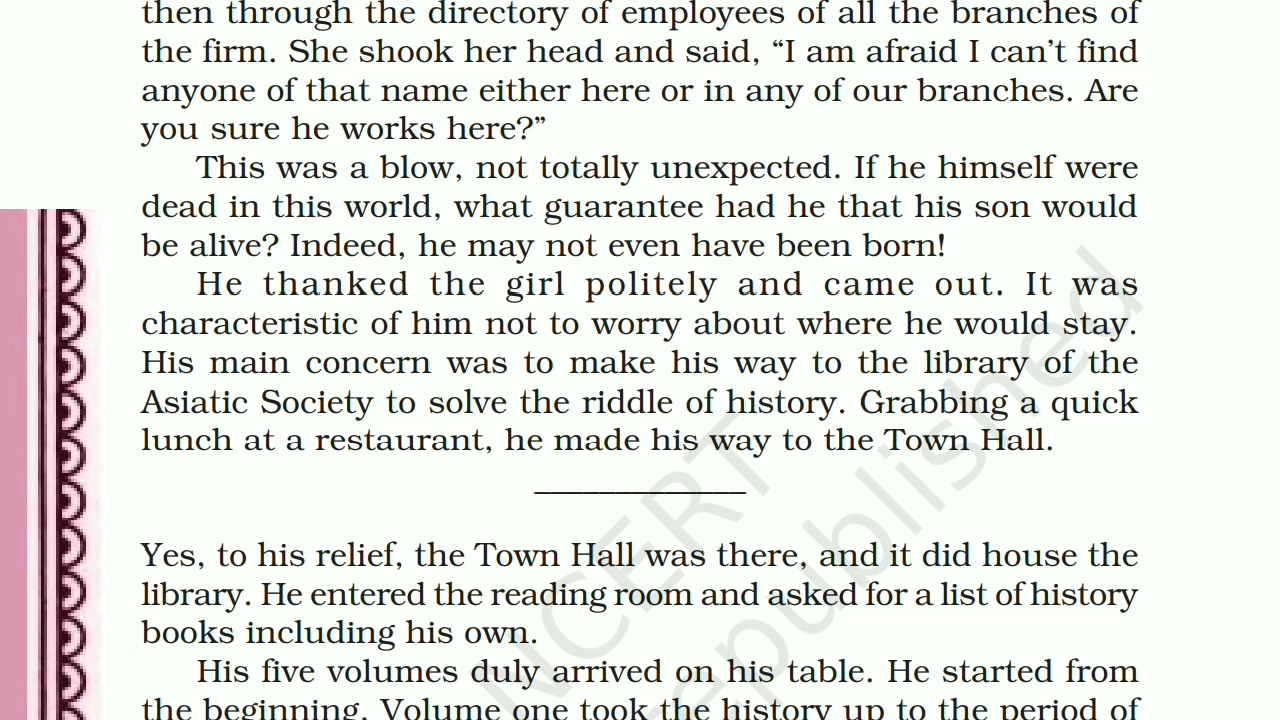 then through the directory of employees of all the branches of
the firm. She shook her head and said, “I am afraid I can’t find
anyone of that name either here or in any of our branches. Are
you sure he works here?”
This was a blow, not totally unexpected. If he himself were
dead in this world, what guarantee had he that his son would
be alive? Indeed, he may not even have been born!
He thanked the girl politely and came out. It was
characteristic of him not to worry about where he would stay.
His main concern was to make his way to the library of the
Asiatic Society to solve the riddle of history. Grabbing a quick
lunch at a restaurant, he made his way to the Town Hall.
Yes, to his relief, the Town Hall was there, and it did house the
library. He entered the reading room and asked for a list of history
books including his own.
His five volumes duly arrived on his table. He started from
the beginning. Volume one took the history up to the period of
NCERT
republished